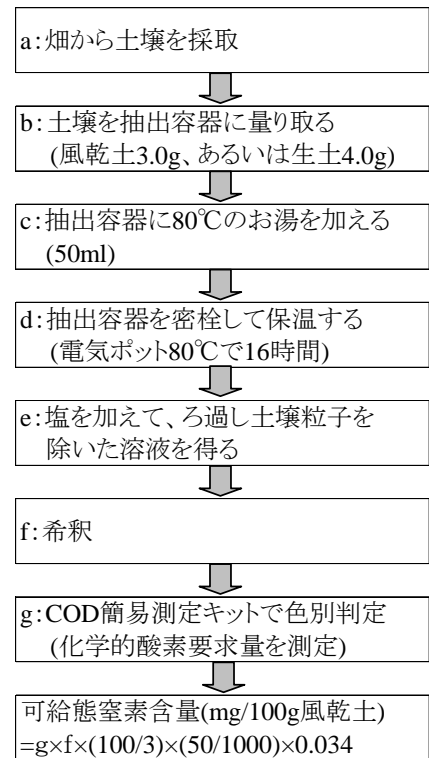 a:畑から土壌を採取
b:土壌を抽出容器に量り取る
(風乾土3.0g、あるいは生土4.0g)
c:抽出容器に80℃のお湯を加える
(50ml)
d:抽出容器を密栓して保温する
(電気ポット80℃で16時間)
e:塩を加えて、ろ過し土壌粒子を
除いた溶液を得る
f:希釈
g:COD簡易測定キットで色別判定
(化学的酸素要求量を測定)
可給態窒素含量(mg/100g風乾土)
=g×f×(100/3)×(50/1000)×0.034